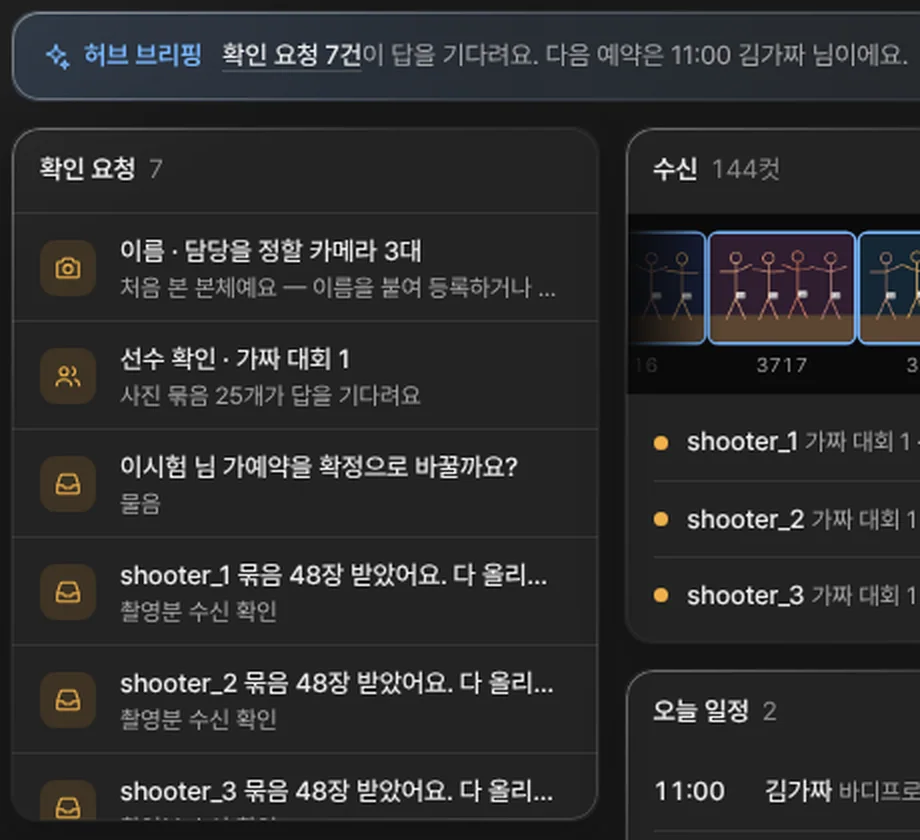 허브 브리핑 확인 요청 7건이 답을 기다려요. 다음 예약은 11:00 김가짜 님이에요.
확인 요청 7
이름 · 담당을 정할 카메라 3대
처음 본 본체예요 — 이름을 붙여 등록하거나 ...
선수 확인 · 가짜 대회 1
사진 묶음 25개가 답을 기다려요
이시험 님 가예약을 확정으로 바꿀까요?
물음
shooter_1 묶음 48장 받았어요. 다 올리...
촬영분 수신 확인
shooter_2 묶음 48장 받았어요. 다 올리...
촬영분 수신 확인
shooter_3 묶음 48장 받았어요. 다 올리...
수신 144컷
16 3717 3
shooter_1 가짜 대회 1
shooter_2 가짜 대회 1
shooter_3 가짜 대회 1
오늘 일정 2
11:00 김가짜 바디프로